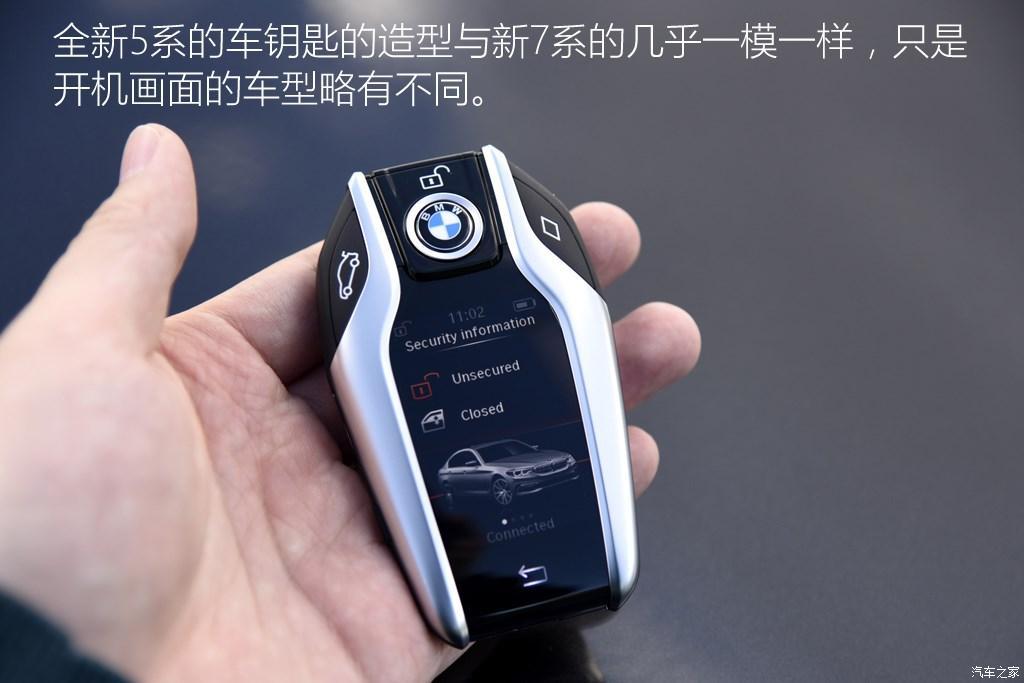 全新5系的车钥匙的造型与新7系的几乎一模一样，只是
开机画面的车型略有不同。
BMW
11:02
Security information
Unsecured
Closed
Connected
汽车之家